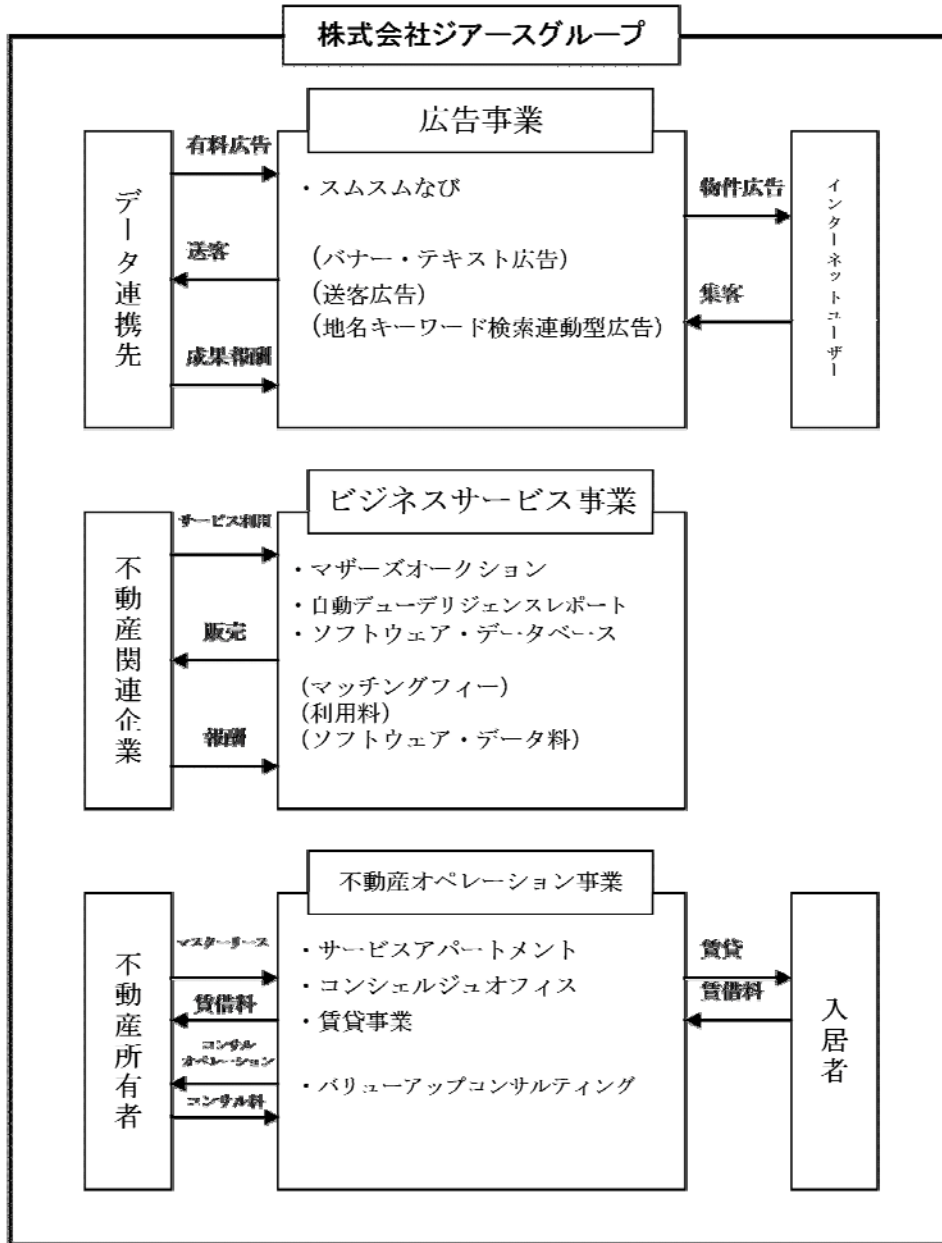 株式会社ジアースグループ
広告事業
データ連携先
有料広告
送客
成果報酬
・スムスムなび
(バナー・テキスト広告)
(送客広告)
(地名キーワード検索連動型広告)
物件広告
集客
インターネットユーザー
ビジネスサービス事業
不動産関連企業
サービス利用
販売
報酬
・マザーズオークション
・自動デューデリジェンスレポート
・ソフトウェア・データベース
(マッチングフィー)
(利用料)
(ソフトウェア・データ料)
不動産オペレーション事業
不動産所有者
マスターリース
賃借料
コンサル
オペレーション
コンサル料
・サービスアパートメント
・コンシェルジュオフィス
・賃貸事業
・バリューアップコンサルティング
賃貸
賃借料
入居者